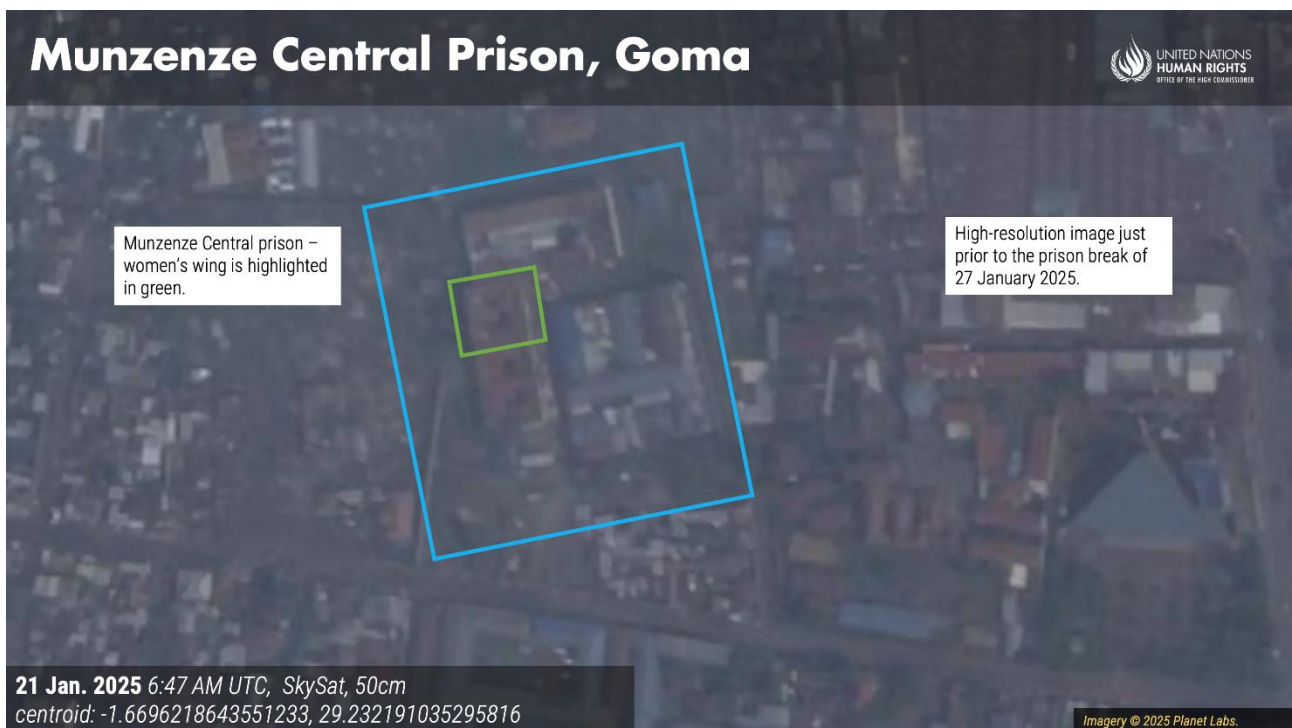 Munzenze Central Prison, Goma
UNITED NATIONS
HUMAN RIGHTS
OFFICE OF THE HIGH COMMISSIONER
Munzenze Central prison –
women's wing is highlighted
in green.
High-resolution image just
prior to the prison break of
27 January 2025.
21 Jan. 2025 6:47 AM UTC, SkySat, 50cm
centroid: -1.6696218643551233, 29.232191035295816
Imagery © 2025 Planet Labs.